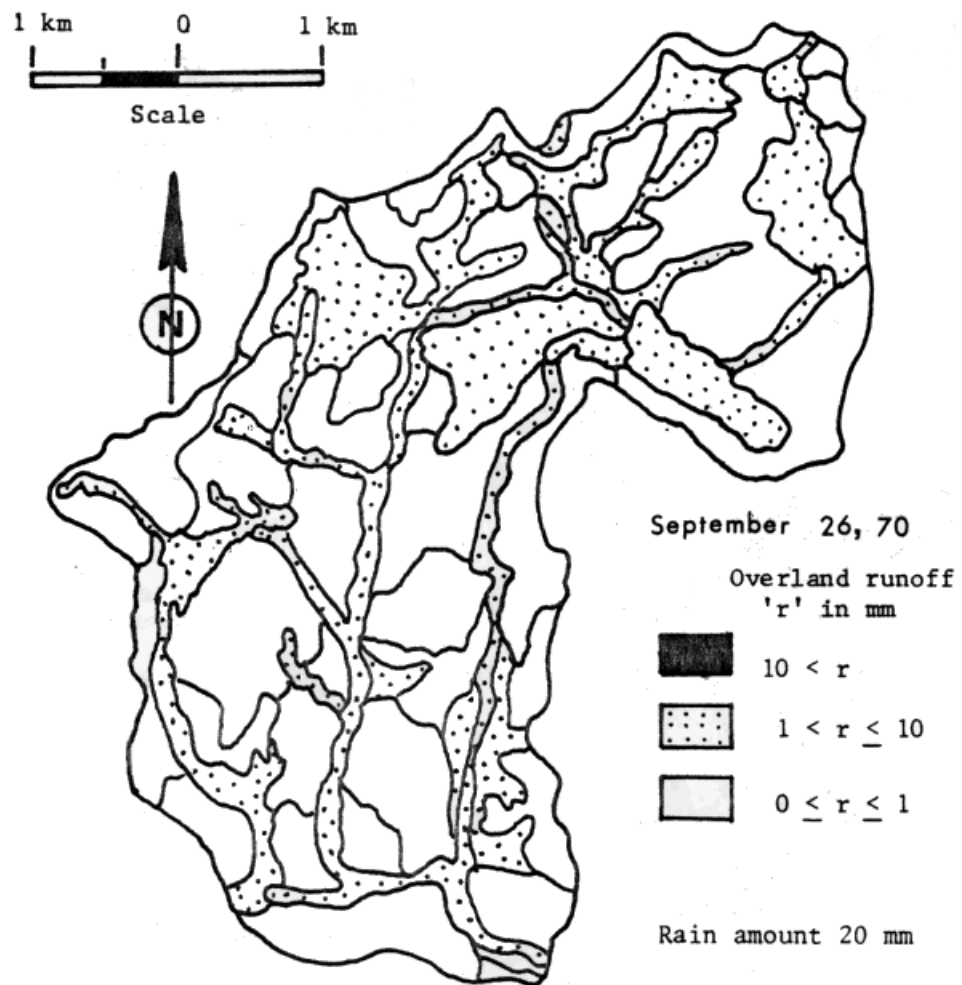 1 km 0 1 km
Scale
N
September 26, 70
Overland runoff
'r' in mm
10 < r
1 < r ≤ 10
0 ≤ r ≤ 1
Rain amount 20 mm